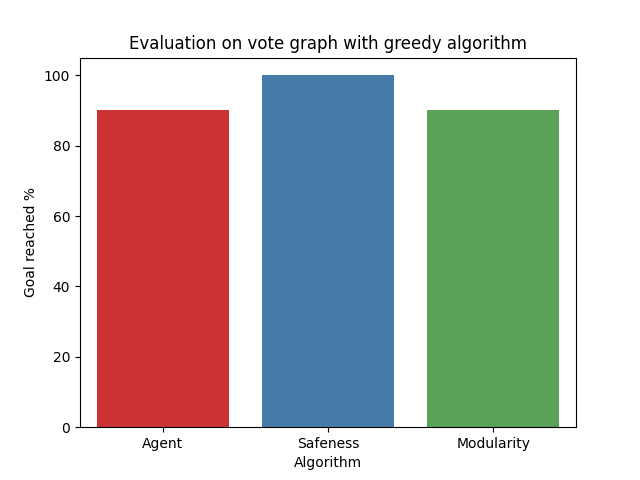 Evaluation on vote graph with greedy algorithm
100
80
60
40
20
0
Goal reached %
Agent
Safeness
Modularity
Algorithm